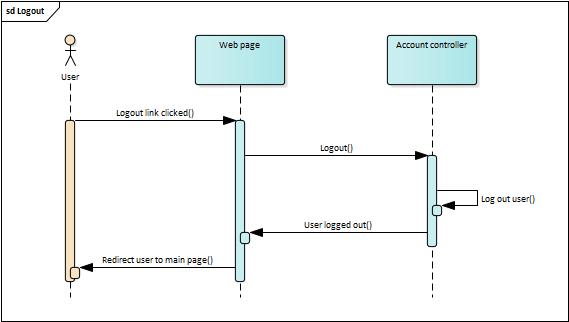 sd Logout
Web page
Account controller
User
Logout link clicked()
Logout()
Log out user()
User logged out()
Redirect user to main page()